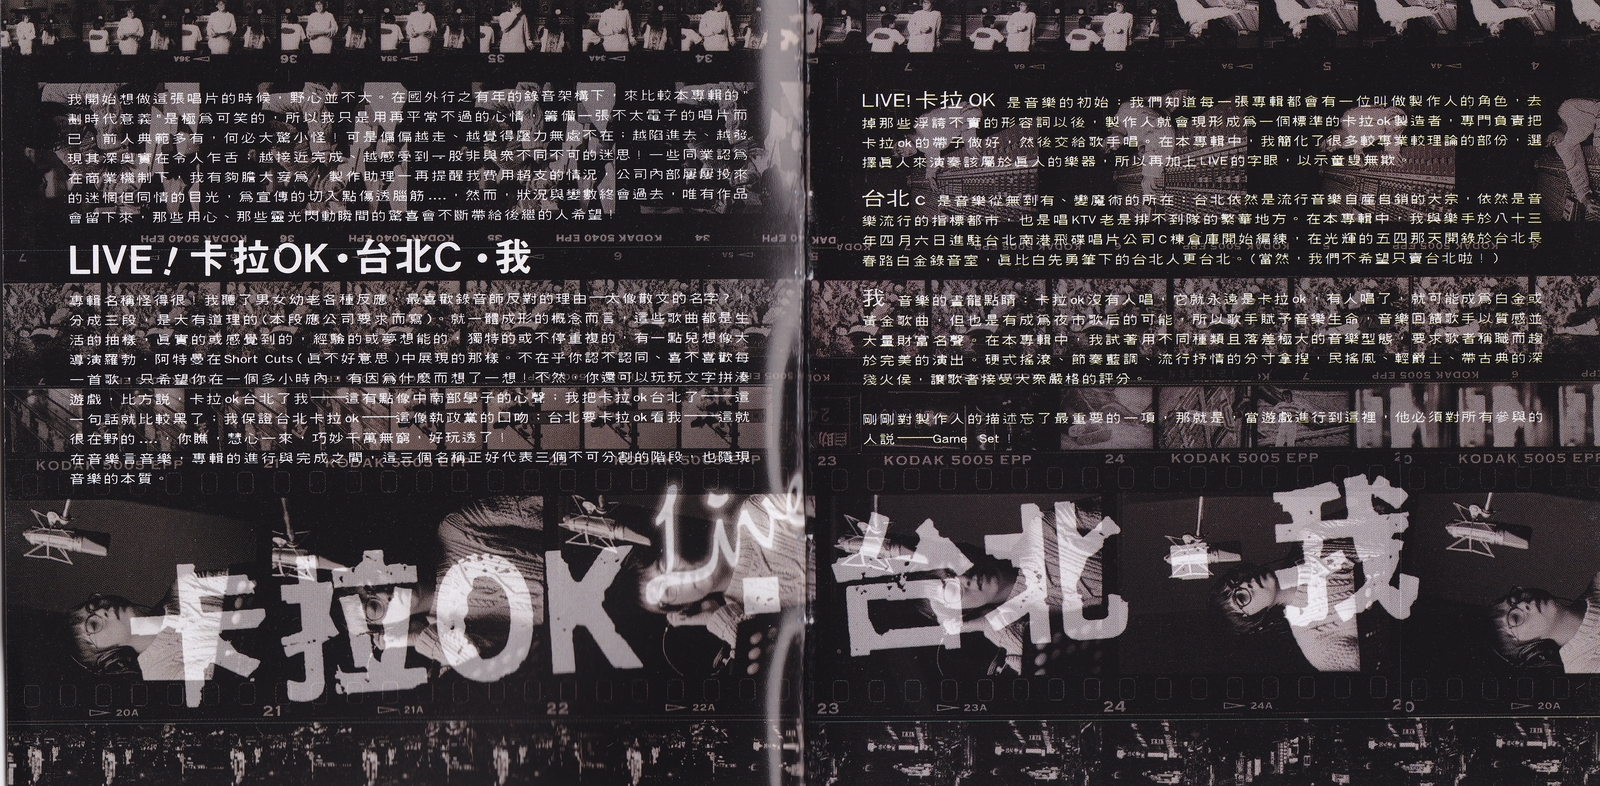 我開始想做這張唱片的時候，野心並不大。在國外行之有年的錄音架構下，來比較本專輯的"
劃時代意義"是極爲可笑的，所以我只是用再平常不過的心情，籌備一張不太電子的唱片而
已。前人典範多有，何必大驚小怪！可是偏偏越走、越覺得壓力無處不在；越陷進去、越發
現其深奧實在令人乍舌；越接近完成、越感受到一股非與衆不同不可的迷思！一些同業認爲
在商業機制下，我有夠膽大妄爲，製作助理一再提醒我費用超支的情況，公司內部屢屢投來
的迷惘但同情的目光，爲宣傳的切入點傷透腦筋....，然而，狀況與變數終會過去，唯有作品
會留下來，那些用心、那些靈光閃動瞬間的驚喜會不斷帶給後繼的人希望！
LIVE！卡拉OK・台北C・我
專輯名稱怪得很！我聽了男女幼老各種反應，最喜歡錄音師反對的理由—太像散文的名字？！
分成三段，是大有道理的(本段應公司要求而寫)。就一體成形的概念而言，這些歌曲都是生
活的抽樣，眞實的或感覺到的，經驗的或夢想能的。獨特的或不停重複的，有一點兒想像大
導演羅勃・阿特曼在Short Cuts(眞不好意思)中展現的那樣。不在乎你認不認同、喜不喜歡每
一首歌，只希望你在一個多小時內，有因爲什麼而想了一想！不然，你還可以玩玩文字拼湊
遊戲，比方説，卡拉ok台北了我——這有點像中南部學子的心聲；我把卡拉ok台北了——這
一句話就比較黑了；我保證台北卡拉ok——這像執政黨的口吻；台北要卡拉ok看我——這就
很在野的....，你瞧，慧心一來，巧妙千萬無窮，好玩透了！
在音樂言音樂；專輯的進行與完成之間，這三個名稱正好代表三個不可分割的階段，也隱現
音樂的本質。
LIVE! 卡拉 OK 是音樂的初始：我們知道每一張專輯都會有一位叫做製作人的角色，去
掉那些浮誇不實的形容詞以後，製作人就會現形成爲一個標準的卡拉ok製造者，專門負責把
卡拉ok的帶子做好，然後交給歌手唱。在本專輯中，我簡化了很多較專業較理論的部份，選
擇眞人來演奏該屬於眞人的樂器，所以再加上LIVE的字眼，以示童叟無欺。
台北 C 是音樂從無到有、變魔術的所在：台北依然是流行音樂自產自銷的大宗，依然是音
樂流行的指標都市，也是唱KTV老是排不到隊的繁華地方。在本專輯中，我與樂手於八十三
年四月六日進駐台北南港飛碟唱片公司C棟倉庫開始編練，在光輝的五四那天開錄於台北長
春路白金錄音室，眞比白先勇筆下的台北人更台北。(當然，我們不希望只賣台北啦！)
我 音樂的畫龍點睛：卡拉ok沒有人唱，它就永遠是卡拉ok，有人唱了，就可能成爲白金或
黃金歌曲，但也是有成爲夜市歌后的可能，所以歌手賦予音樂生命，音樂回饋歌手以質感並
大量財富名聲。在本專輯中，我試著用不同種類且落差極大的音樂型態，要求歌者稱職而趨
於完美的演出。硬式搖滾、節奏藍調、流行抒情的分寸拿捏，民搖風、輕爵士、帶古典的深
淺火侯，讓歌者接受大衆嚴格的評分。
剛剛對製作人的描述忘了最重要的一項，那就是，當遊戲進行到這裡，他必須對所有參與的
人説——Game Set！
KODAK 5005 EPP
23 KODAK 5005 EPP 24 KODAK 5005 EPP
Live
卡拉OK・台北・我
20A 21 21A 22 22A 23 23A 24 24A 20 20A